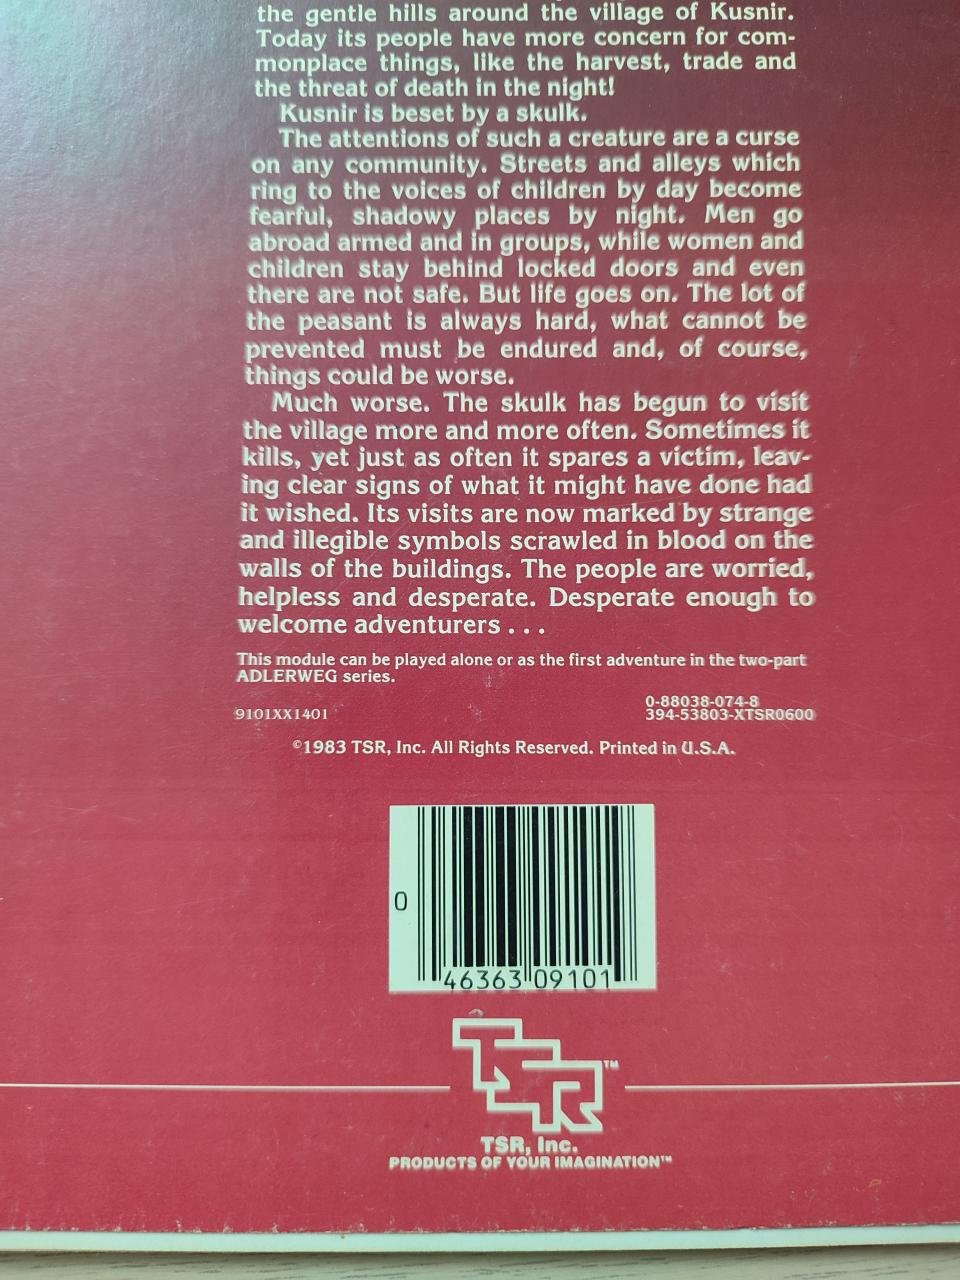 the gentle hills around the village of Kusnir.
Today its people have more concern for com-
monplace things, like the harvest, trade and
the threat of death in the night!
Kusnir is beset by a skulk.
The attentions of such a creature are a curse
on any community. Streets and alleys which
ring to the voices of children by day become
fearful, shadowy places by night. Men go
abroad armed and in groups, while women and
children stay behind locked doors and even
there are not safe. But life goes on. The lot of
the peasant is always hard, what cannot be
prevented must be endured and, of course,
things could be worse.
Much worse. The skulk has begun to visit
the village more and more often. Sometimes it
kills, yet just as often it spares a victim, leav-
ing clear signs of what it might have done had
it wished. Its visits are now marked by strange
and illegible symbols scrawled in blood on the
walls of the buildings. The people are worried,
helpless and desperate. Desperate enough to
welcome adventurers . . .
This module can be played alone or as the first adventure in the two-part
ADLERWEG series.
0-88038-074-8
9101XX1401 394-53803-XTSR0600
©1983 TSR, Inc. All Rights Reserved. Printed in U.S.A.
0 46363 09101
TSR™
TSR, Inc.
PRODUCTS OF YOUR IMAGINATION™